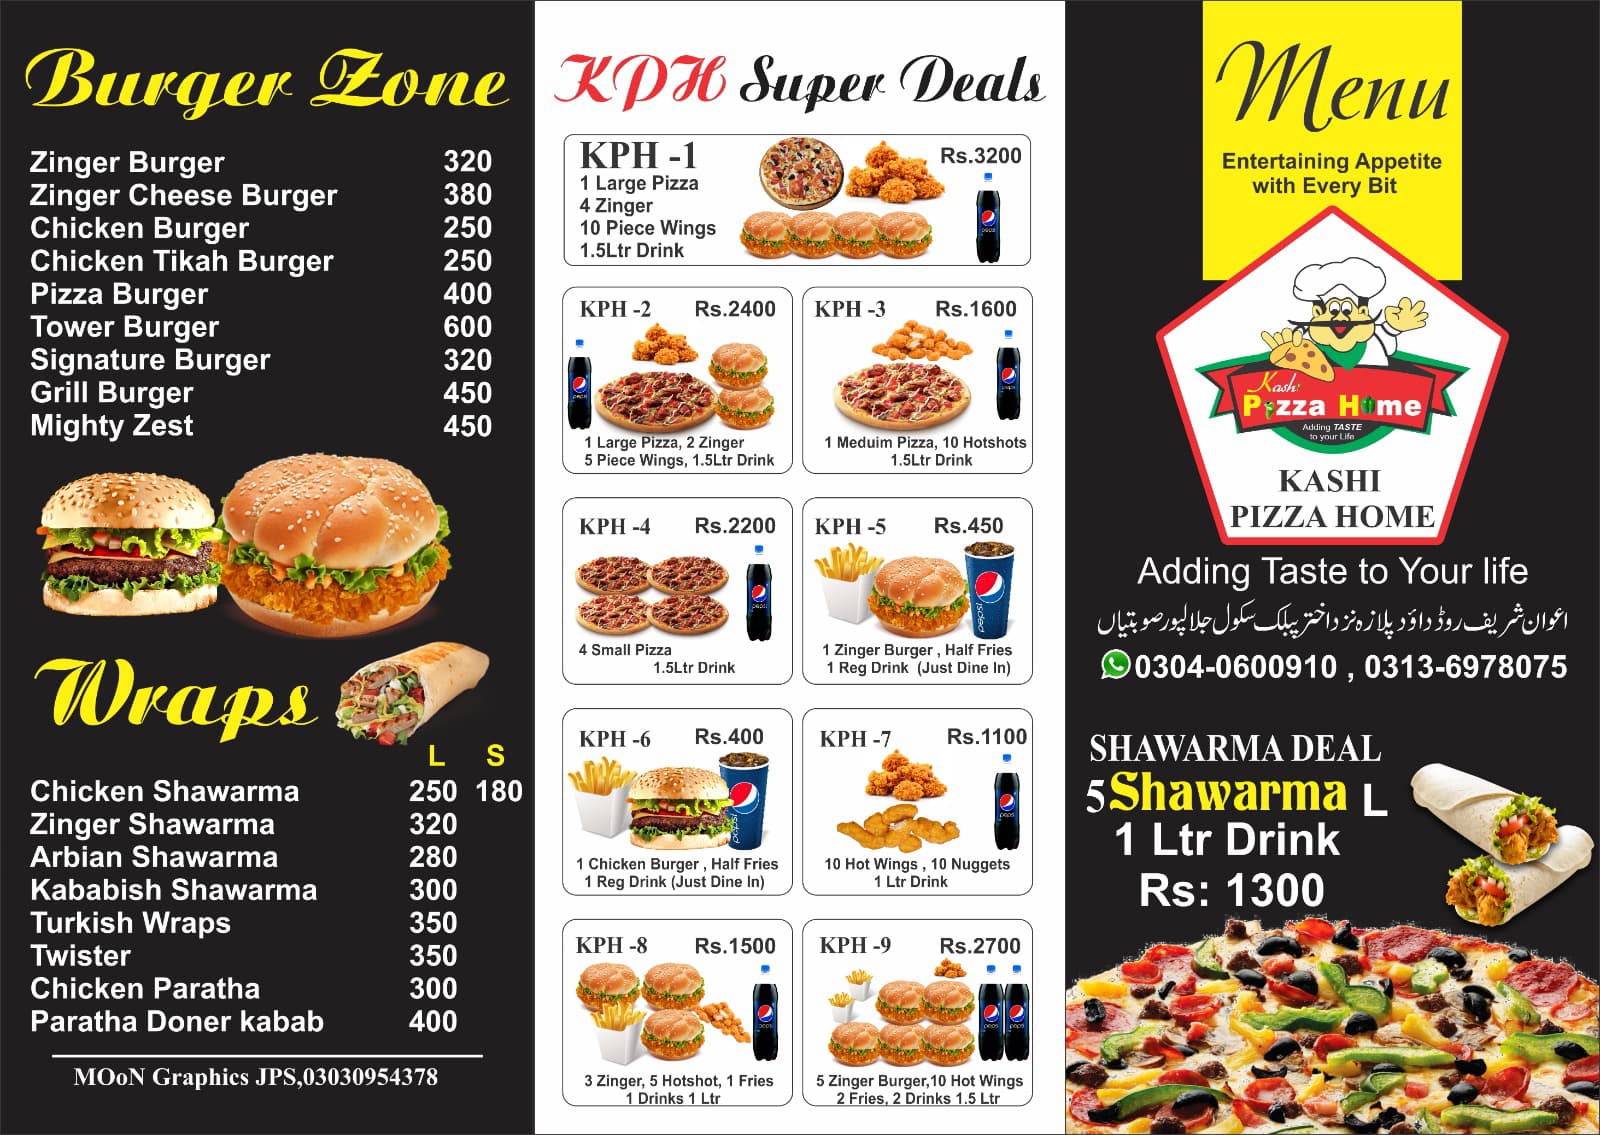 Burger Zone
Zinger Burger 320
Zinger Cheese Burger 380
Chicken Burger 250
Chicken Tikah Burger 250
Pizza Burger 400
Tower Burger 600
Signature Burger 320
Grill Burger 450
Mighty Zest 450
Wraps
L S
Chicken Shawarma 250 180
Zinger Shawarma 320
Arbian Shawarma 280
Kababish Shawarma 300
Turkish Wraps 350
Twister 350
Chicken Paratha 300
Paratha Doner kabab 400
MOoN Graphics JPS,03030954378
KPH Super Deals
KPH -1 Rs.3200
1 Large Pizza
4 Zinger
10 Piece Wings
1.5Ltr Drink
pepsi
KPH -2 Rs.2400
pepsi
1 Large Pizza, 2 Zinger
5 Piece Wings, 1.5Ltr Drink
KPH -3 Rs.1600
pepsi
1 Meduim Pizza, 10 Hotshots
1.5Ltr Drink
KPH -4 Rs.2200
pepsi
4 Small Pizza
1.5Ltr Drink
KPH -5 Rs.450
pepsi
1 Zinger Burger , Half Fries
1 Reg Drink (Just Dine In)
KPH -6 Rs.400
pepsi
1 Chicken Burger , Half Fries
1 Reg Drink (Just Dine In)
KPH -7 Rs.1100
pepsi
10 Hot Wings , 10 Nuggets
1 Ltr Drink
KPH -8 Rs.1500
pepsi
3 Zinger, 5 Hotshot, 1 Fries
1 Drinks 1 Ltr
KPH -9 Rs.2700
pepsi pepsi
5 Zinger Burger,10 Hot Wings
2 Fries, 2 Drinks 1.5 Ltr
Menu
Entertaining Appetite
with Every Bit
Kashi
Pizza Home
Adding TASTE
to your Life
KASHI
PIZZA HOME
Adding Taste to Your life
اعوان شریف روڈ داؤد پلازہ نزد اختر پبلک سکول جلالپور صوبتیاں
0304-0600910 , 0313-6978075
SHAWARMA DEAL
5 Shawarma L
1 Ltr Drink
Rs: 1300